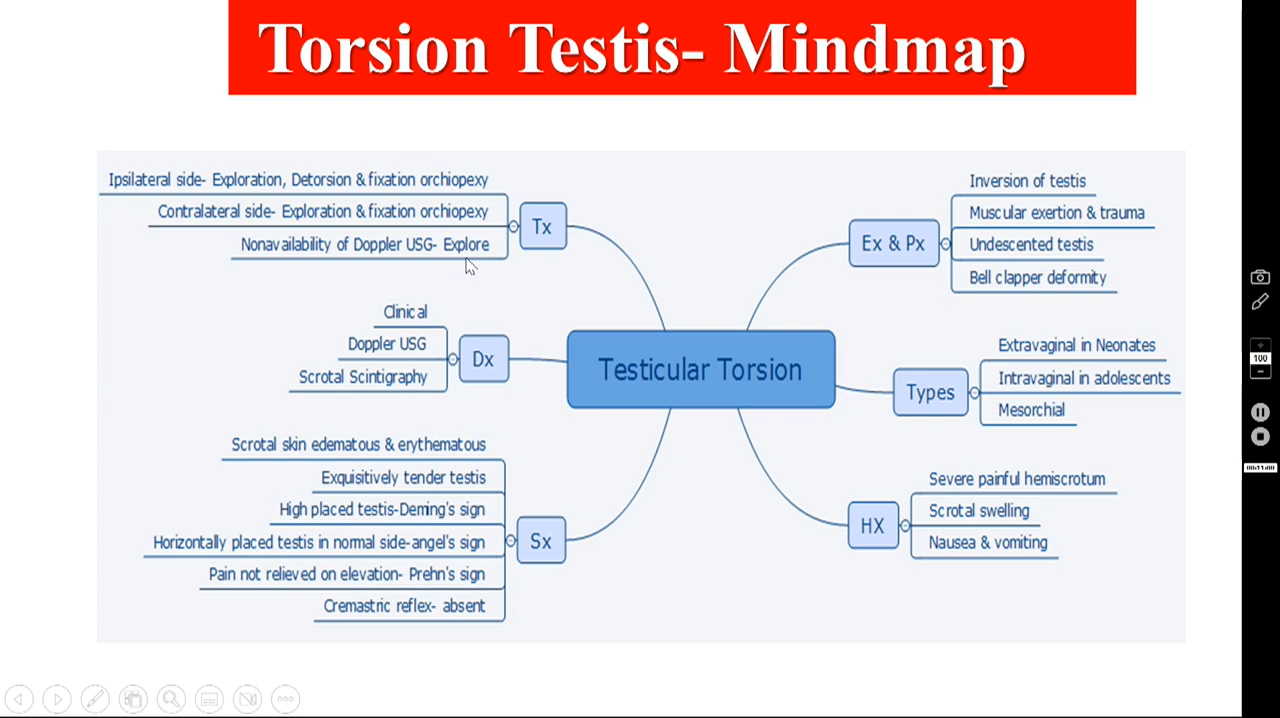 Torsion Testis- Mindmap
Ipsilateral side- Exploration, Detorsion & fixation orchiopexy
Contralateral side- Exploration & fixation orchiopexy
Nonavailability of Doppler USG- Explore
Tx
Clinical
Doppler USG
Scrotal Scintigraphy
Dx
Scrotal skin edematous & erythematous
Exquisitively tender testis
High placed testis-Deming's sign
Horizontally placed testis in normal side-angel's sign
Pain not relieved on elevation- Prehn's sign
Cremastric reflex- absent
Sx
Testicular Torsion
Ex & Px
Inversion of testis
Muscular exertion & trauma
Undescented testis
Bell clapper deformity
Types
Extravaginal in Neonates
Intravaginal in adolescents
Mesorchial
HX
Severe painful hemiscrotum
Scrotal swelling
Nausea & vomiting
100
00:11:00